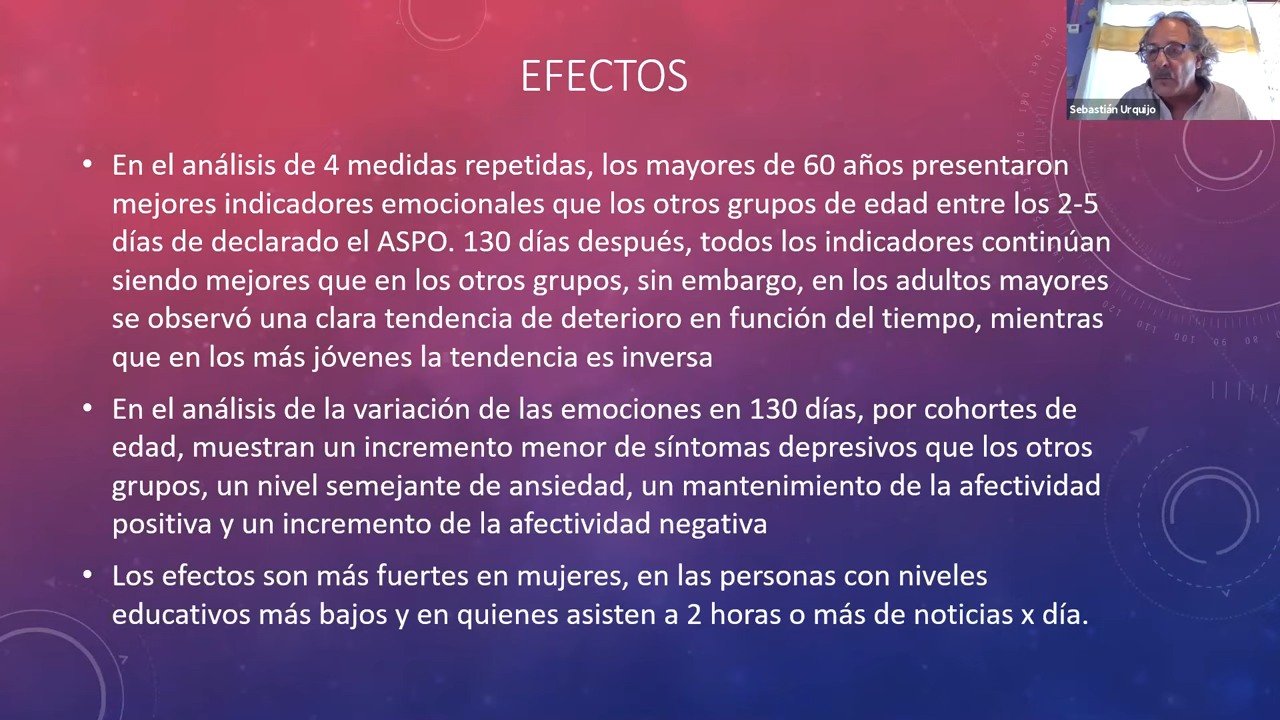 EFECTOS
Sebastián Urquijo
• En el análisis de 4 medidas repetidas, los mayores de 60 años presentaron
mejores indicadores emocionales que los otros grupos de edad entre los 2-5
días de declarado el ASPO. 130 días después, todos los indicadores continúan
siendo mejores que en los otros grupos, sin embargo, en los adultos mayores
se observó una clara tendencia de deterioro en función del tiempo, mientras
que en los más jóvenes la tendencia es inversa
• En el análisis de la variación de las emociones en 130 días, por cohortes de
edad, muestran un incremento menor de síntomas depresivos que los otros
grupos, un nivel semejante de ansiedad, un mantenimiento de la afectividad
positiva y un incremento de la afectividad negativa
• Los efectos son más fuertes en mujeres, en las personas con niveles
educativos más bajos y en quienes asisten a 2 horas o más de noticias x día.